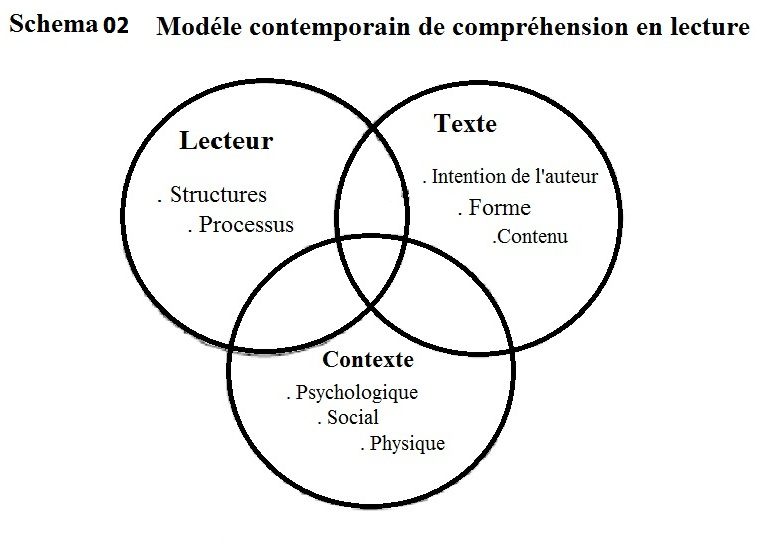 Schema 02 Modéle contemporain de compréhension en lecture
Lecteur
. Structures
. Processus
Texte
. Intention de l'auteur
. Forme
.Contenu
Contexte
. Psychologique
. Social
. Physique